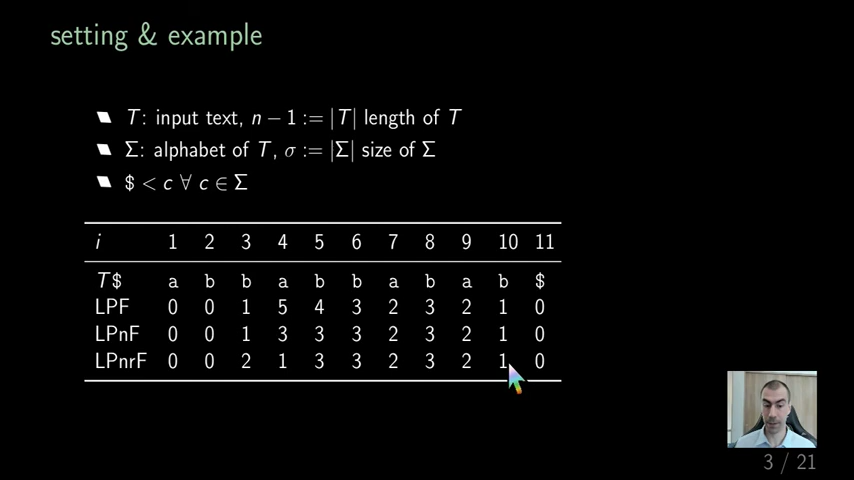 setting & example
T: input text, n − 1 := |T| length of T
Σ: alphabet of T, σ := |Σ| size of Σ
$ < c ∀ c ∈ Σ
i 1 2 3 4 5 6 7 8 9 10 11
T$ a b b a b b a b a b $
LPF 0 0 1 5 4 3 2 3 2 1 0
LPnF 0 0 1 3 3 3 2 3 2 1 0
LPnrF 0 0 2 1 3 3 2 3 2 1 0
3 / 21